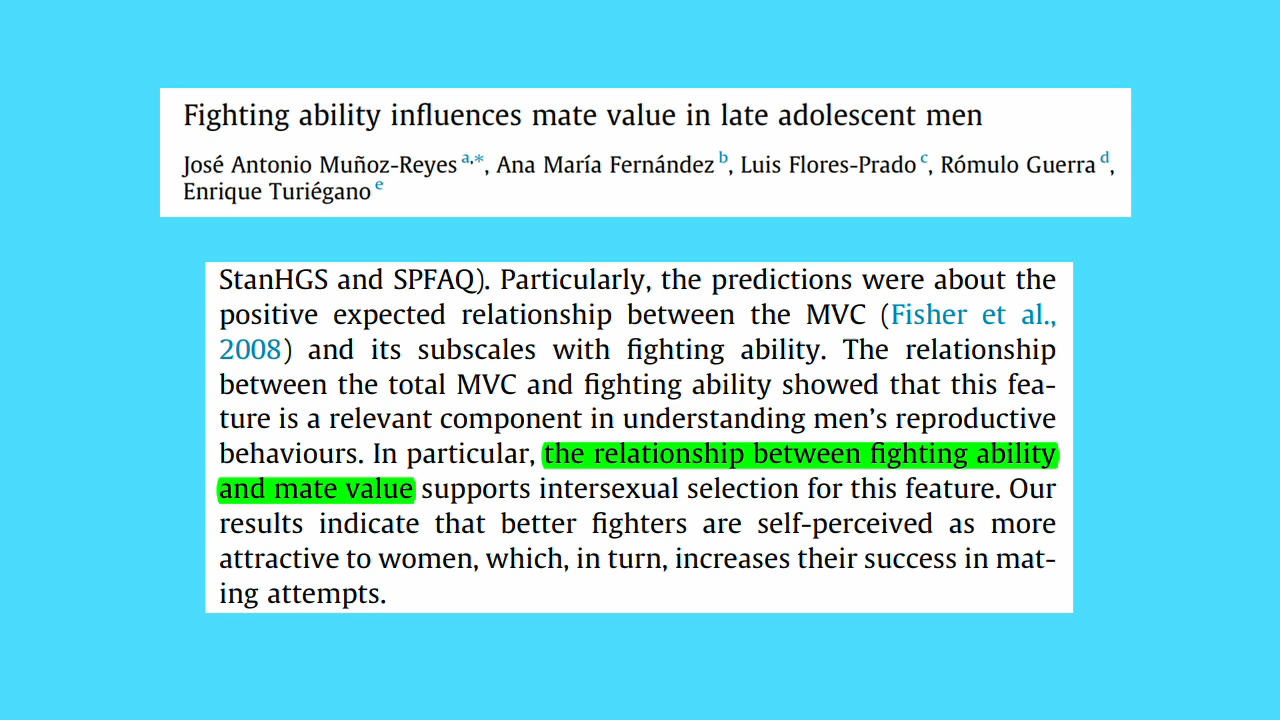 Fighting ability influences mate value in late adolescent men
José Antonio Muñoz-Reyes a,*, Ana María Fernández b, Luis Flores-Prado c, Rómulo Guerra d,
Enrique Turiégano e
StanHGS and SPFAQ). Particularly, the predictions were about the
positive expected relationship between the MVC (Fisher et al.,
2008) and its subscales with fighting ability. The relationship
between the total MVC and fighting ability showed that this fea-
ture is a relevant component in understanding men's reproductive
behaviours. In particular, the relationship between fighting ability
and mate value supports intersexual selection for this feature. Our
results indicate that better fighters are self-perceived as more
attractive to women, which, in turn, increases their success in mat-
ing attempts.